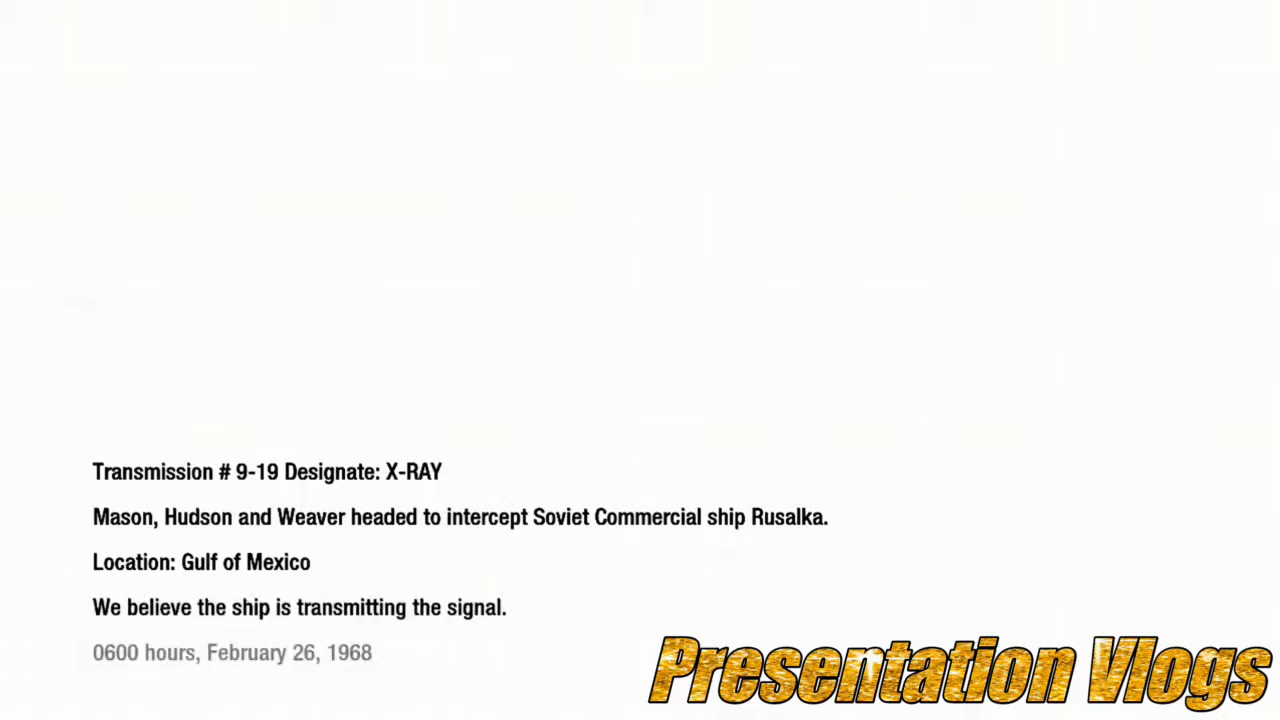 Transmission # 9-19 Designate: X-RAY
Mason, Hudson and Weaver headed to intercept Soviet Commercial ship Rusalka.
Location: Gulf of Mexico
We believe the ship is transmitting the signal.
0600 hours, February 26, 1968
Presentation Vlogs